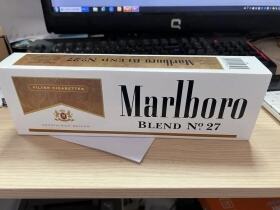 Marlboro BLEND No 27
FILTER CIGARETTES
Marlboro
BLEND No 27